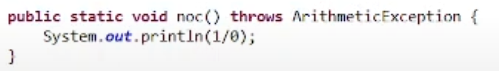 public static void noc() throws ArithmeticException {
System.out.println(1/0);
}